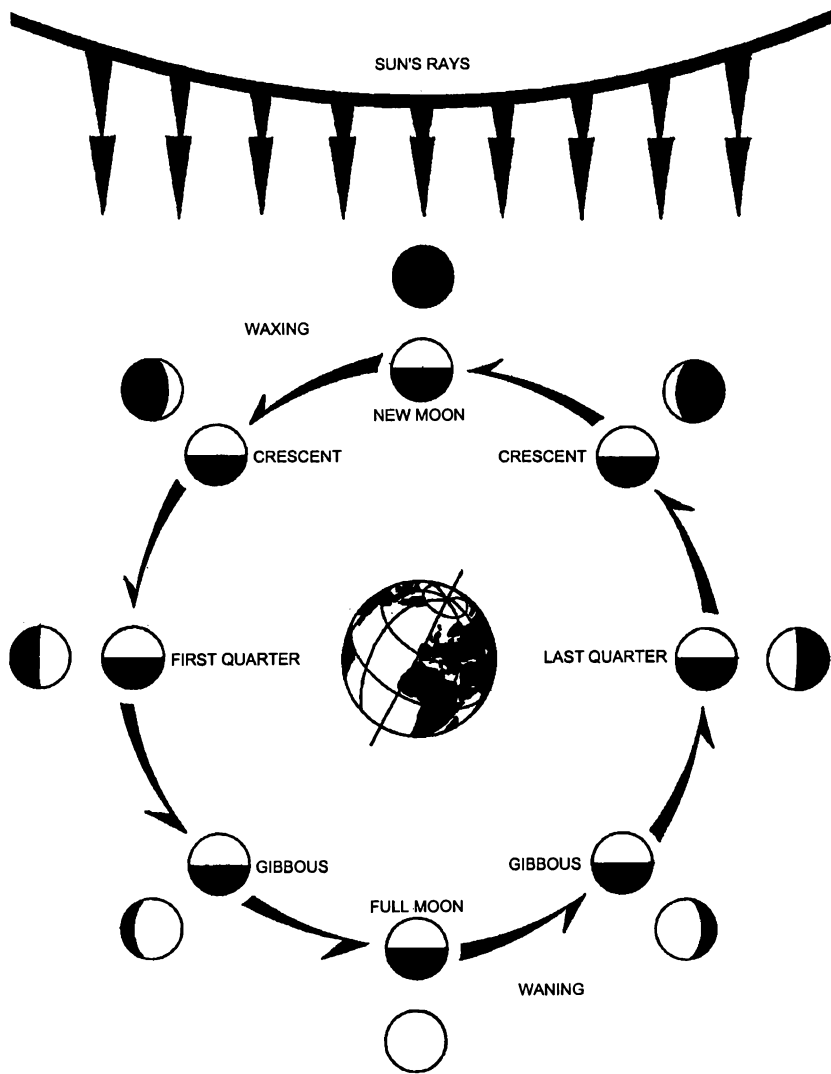 SUN'S RAYS
WAXING
NEW MOON
CRESCENT
CRESCENT
FIRST QUARTER
LAST QUARTER
GIBBOUS
GIBBOUS
FULL MOON
WANING